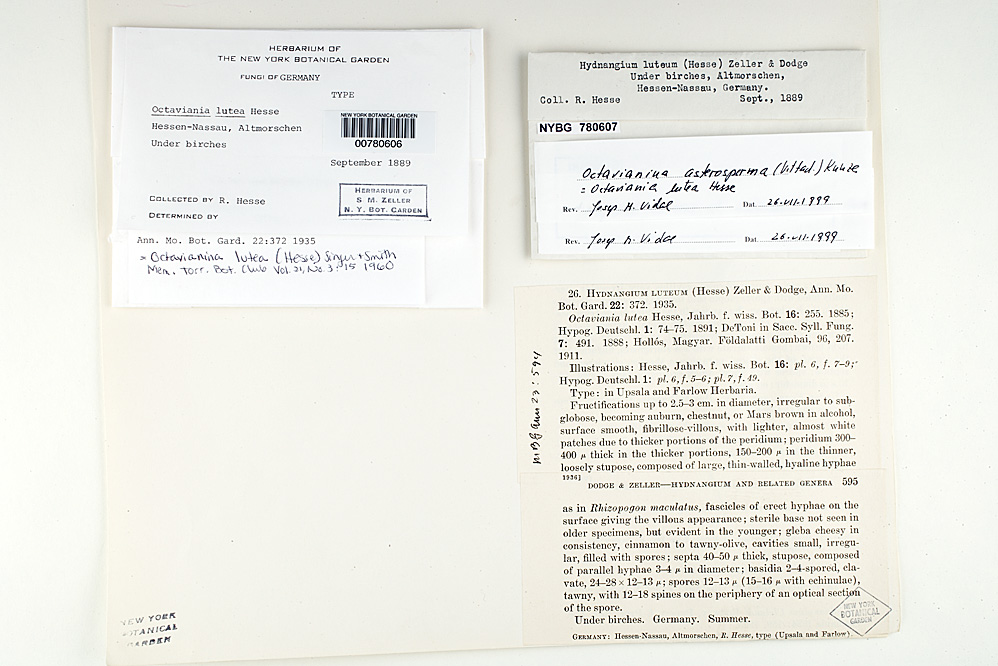 HERBARIUM OF
THE NEW YORK BOTANICAL GARDEN
FUNGI OF GERMANY
TYPE
Octaviania lutea Hesse
Hessen-Nassau, Altmorschen
Under birches
NEW YORK BOTANICAL GARDEN
00780606
September 1889
HERBARIUM OF
S M. ZELLER
N. Y. BOT. GARDEN
COLLECTED BY R. Hesse
DETERMINED BY
Ann. Mo. Bot. Gard. 22:372 1935
= Octavianina lutea (Hesse) Singer & Smith
Mem. Torr. Bot. Club Vol. 21, No. 3: 15 1960
Hydnangium luteum (Hesse) Zeller & Dodge
Under birches, Altmorschen,
Hessen-Nassau, Germany.
Coll. R. Hesse Sept., 1889
NYBG 780607
Octavianina asterosperma (Vittad.) Kuntze
= Octaviania lutea Hesse
Rev. Josep M. Vidal Dat. 26.VII.1999
Rev. Josep M. Vidal Dat 26.VII.1999
26. HYDNANGIUM LUTEUM (Hesse) Zeller & Dodge, Ann. Mo.
Bot. Gard. 22: 372. 1935.
Octaviania lutea Hesse, Jahrb. f. wiss. Bot. 16: 255. 1885;
Hypog. Deutschl. 1: 74-75. 1891; DeToni in Sacc. Syll. Fung.
7: 491. 1888; Hollós, Magyar. Földalatti Gombai, 96, 207.
1911.
Illustrations: Hesse, Jahrb. f. wiss. Bot. 16: pl. 6, f. 7-9;
Hypog. Deutschl. 1: pl. 6, f. 5-6; pl. 7, f. 49.
Type: in Upsala and Farlow Herbaria.
Fructifications up to 2.5-3 cm. in diameter, irregular to sub-
globose, becoming auburn, chestnut, or Mars brown in alcohol,
surface smooth, fibrillose-villous, with lighter, almost white
patches due to thicker portions of the peridium; peridium 300-
400 μ thick in the thicker portions, 150-200 μ in the thinner,
loosely stupose, composed of large, thin-walled, hyaline hyphae
1936]
DODGE & ZELLER—HYDNANGIUM AND RELATED GENERA 595
as in Rhizopogon maculatus, fascicles of erect hyphae on the
surface giving the villous appearance; sterile base not seen in
older specimens, but evident in the younger; gleba cheesy in
consistency, cinnamon to tawny-olive, cavities small, irregu-
lar, filled with spores; septa 40-50 μ thick, stupose, composed
of parallel hyphae 3-4 μ in diameter; basidia 2-4-spored, cla-
vate, 24-28 × 12-13 μ; spores 12-13 μ (15-16 μ with echinulae),
tawny, with 12-18 spines on the periphery of an optical section
of the spore.
Under birches. Germany. Summer.
GERMANY: Hessen-Nassau, Altmorschen, R. Hesse, type (Upsala and Farlow).
NEW YORK
BOTANICAL
GARDEN
NEW YORK
OTANICAL
GARDEN